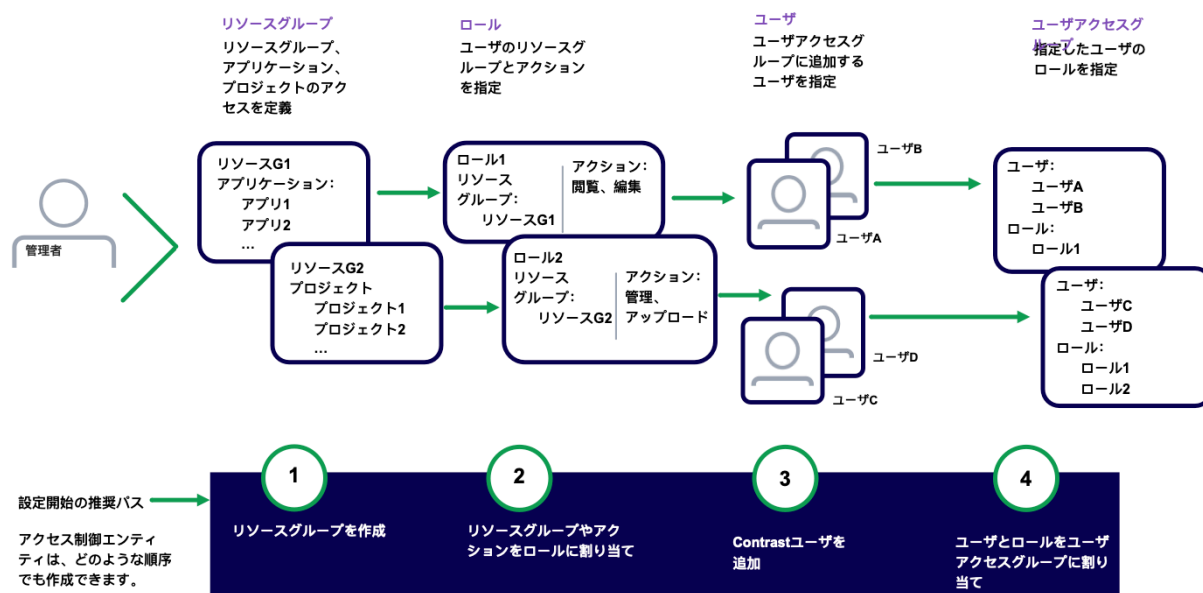 リソースグループ
リソースグループ、
アプリケーション、
プロジェクトのアク
セスを定義
ロール
ユーザのリソースグ
ループとアクション
を指定
ユーザ
ユーザアクセスグ
ループに追加する
ユーザを指定
ユーザアクセスグ
ループ
指定したユーザの
ロールを指定
管理者
リソースG1
アプリケーション：
アプリ1
アプリ2
...
リソースG2
プロジェクト
プロジェクト1
プロジェクト2
...
ロール1
リソース
グループ：
リソースG1
アクション：
閲覧、編集
ロール2
リソース
グループ：
リソースG2
アクション：
管理、
アップロード
ユーザB
ユーザA
ユーザD
ユーザC
ユーザ：
ユーザA
ユーザB
ロール：
ロール1
ユーザ：
ユーザC
ユーザD
ロール：
ロール1
ロール2
設定開始の推奨パス
アクセス制御エンティ
ティは、どのような順序
でも作成できます。
1
リソースグループを作成
2
リソースグループやアク
ションをロールに割り当て
3
Contrastユーザを
追加
4
ユーザとロールをユーザ
アクセスグループに割り
当て